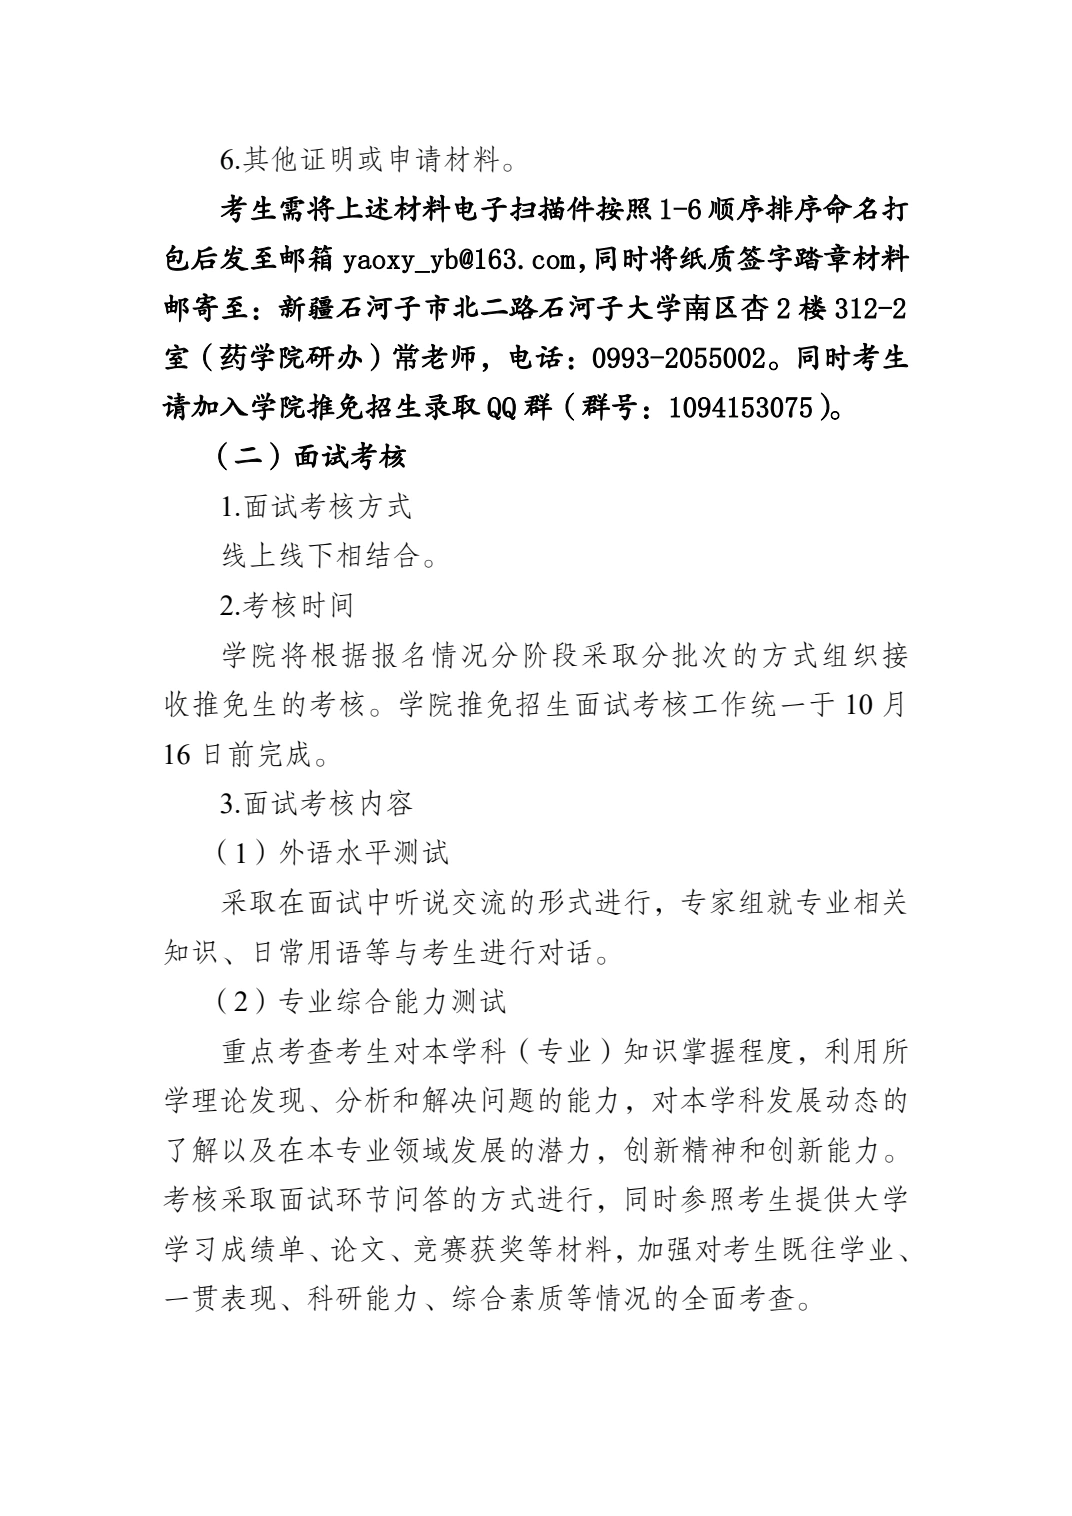 6.其他证明或申请材料。
考生需将上述材料电子扫描件按照1-6顺序排序命名打
包后发至邮箱 yaoxy_yb@163.com,同时将纸质签字踏章材料
邮寄至：新疆石河子市北二路石河子大学南区杏 2 楼 312-2
室（药学院研办）常老师，电话：0993-2055002。同时考生
请加入学院推免招生录取 QQ 群（群号：1094153075）。
（二）面试考核
1.面试考核方式
线上线下相结合。
2.考核时间
学院将根据报名情况分阶段采取分批次的方式组织接
收推免生的考核。学院推免招生面试考核工作统一于 10 月
16 日前完成。
3.面试考核内容
（1）外语水平测试
采取在面试中听说交流的形式进行，专家组就专业相关
知识、日常用语等与考生进行对话。
（2）专业综合能力测试
重点考查考生对本学科（专业）知识掌握程度，利用所
学理论发现、分析和解决问题的能力，对本学科发展动态的
了解以及在本专业领域发展的潜力，创新精神和创新能力。
考核采取面试环节问答的方式进行，同时参照考生提供大学
学习成绩单、论文、竞赛获奖等材料，加强对考生既往学业、
一贯表现、科研能力、综合素质等情况的全面考查。